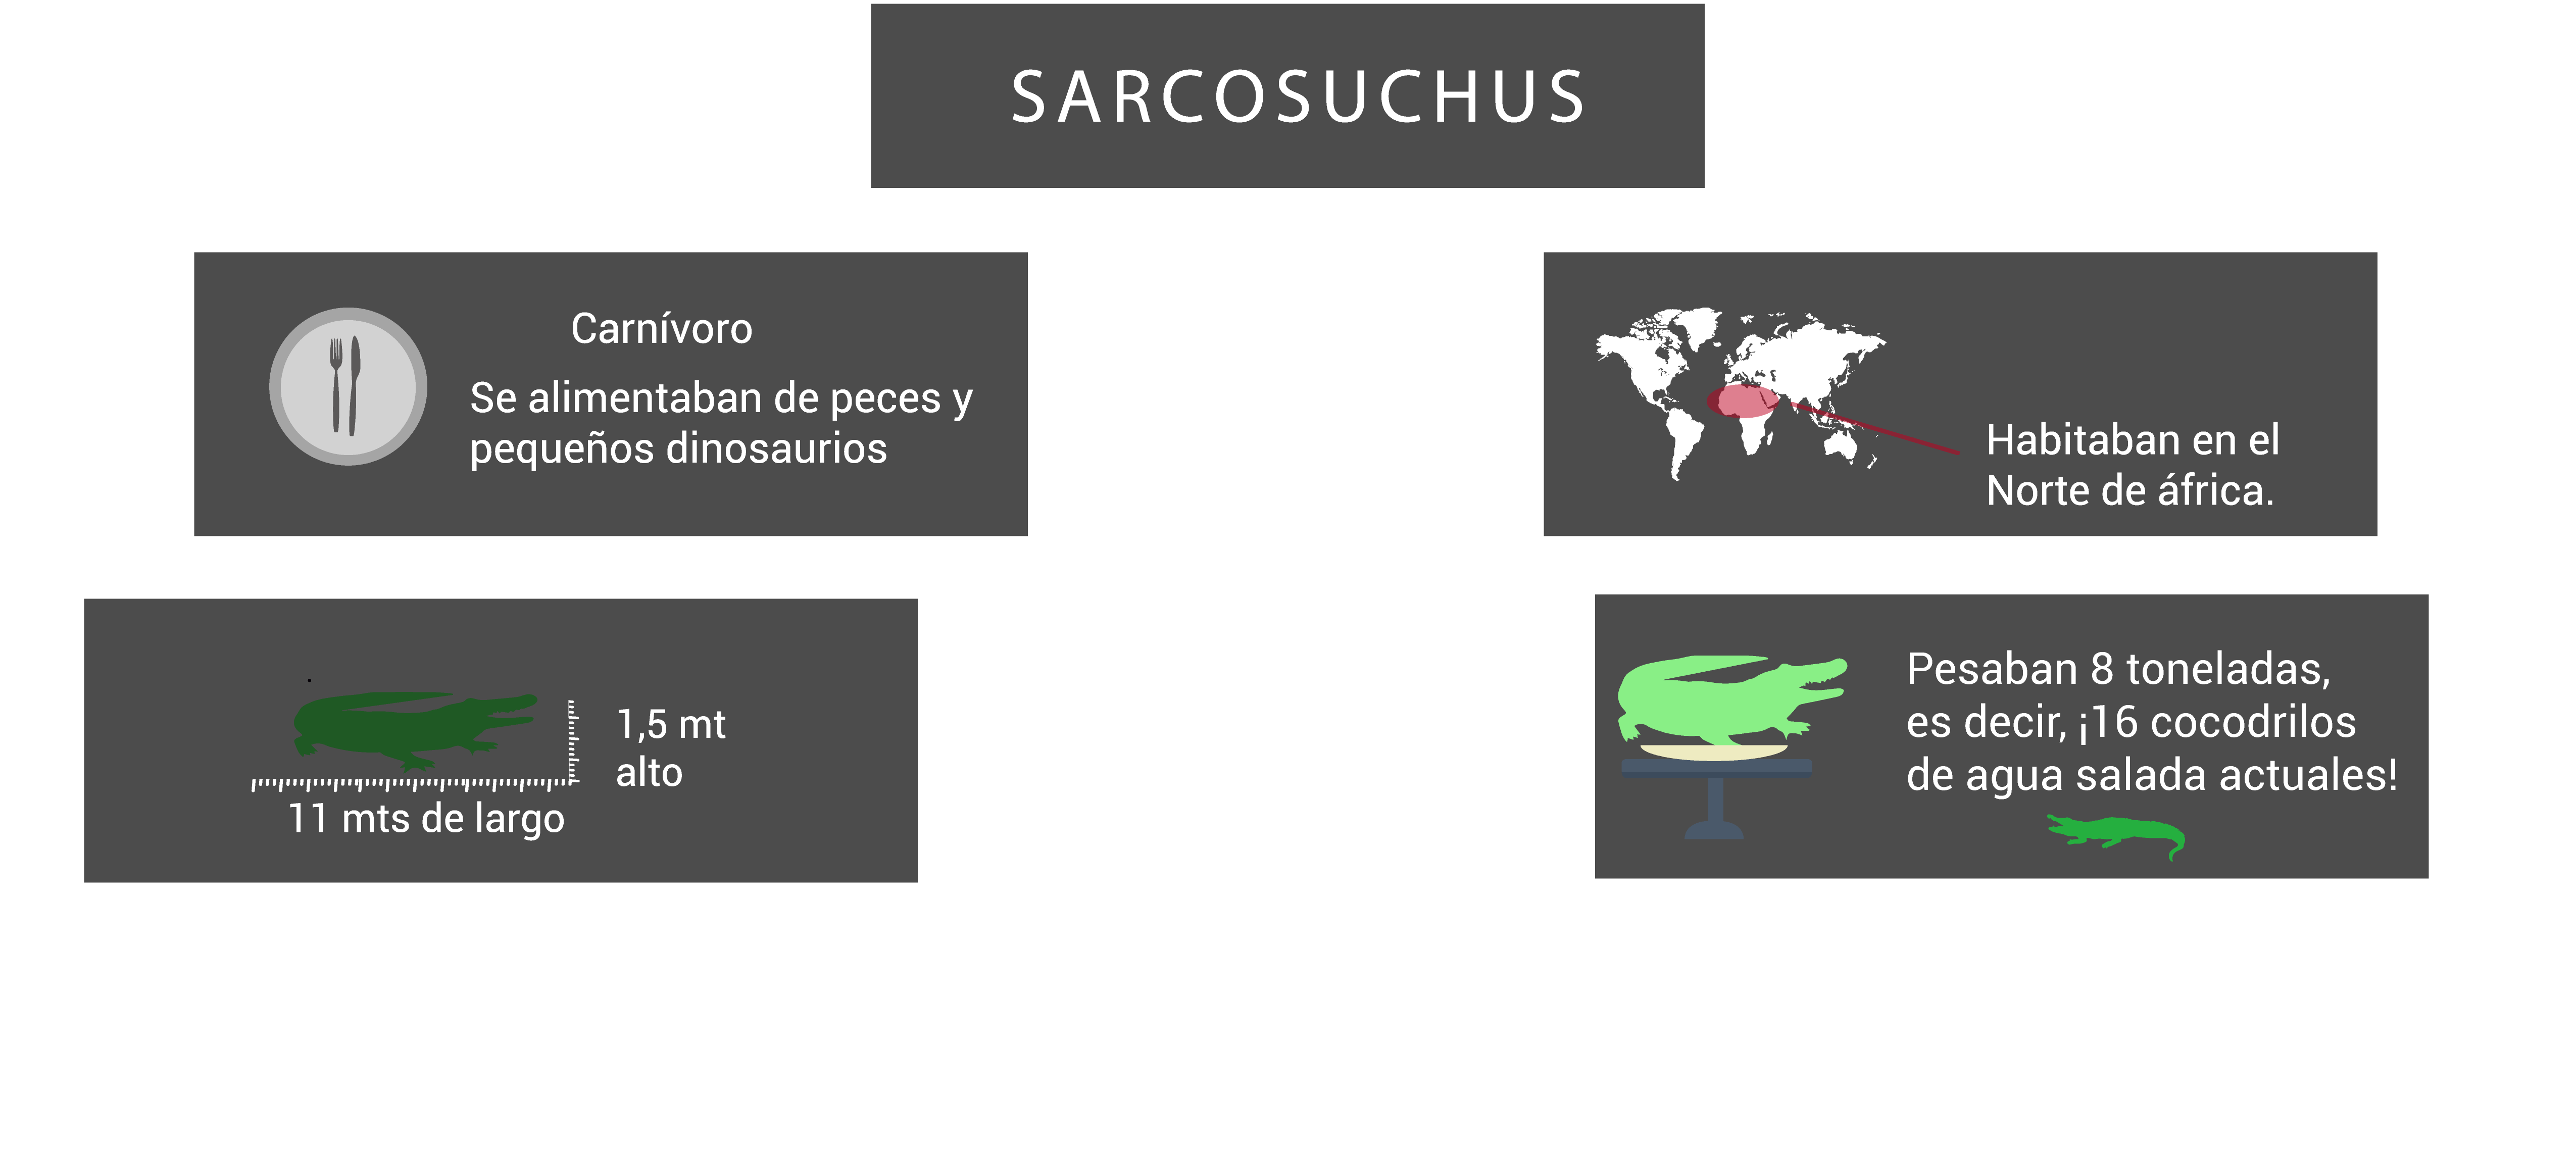 SARCOSUCHUS
Carnívoro
Se alimentaban de peces y
pequeños dinosaurios
Habitaban en el
Norte de áfrica.
1,5 mt
alto
11 mts de largo
Pesaban 8 toneladas,
es decir, ¡16 cocodrilos
de agua salada actuales!